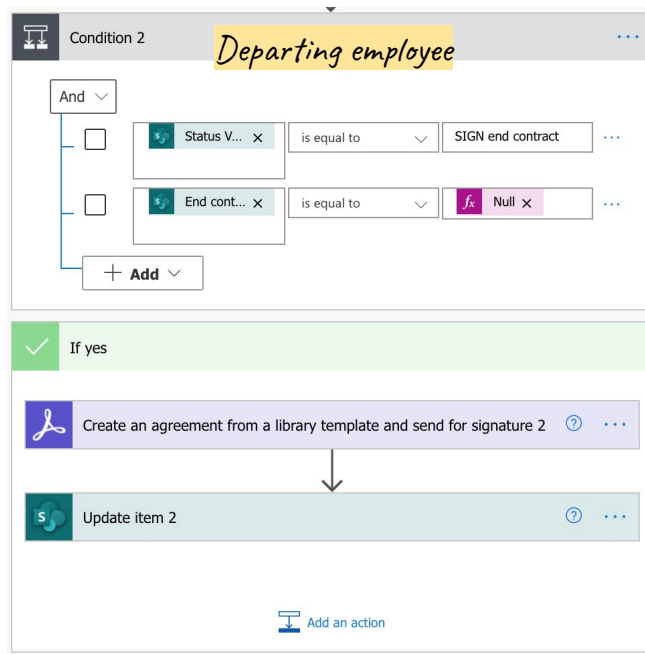 Condition 2
Departing employee
And
Status V... is equal to SIGN end contract
End cont... is equal to fx Null
Add
If yes
Create an agreement from a library template and send for signature 2
Update item 2
Add an action